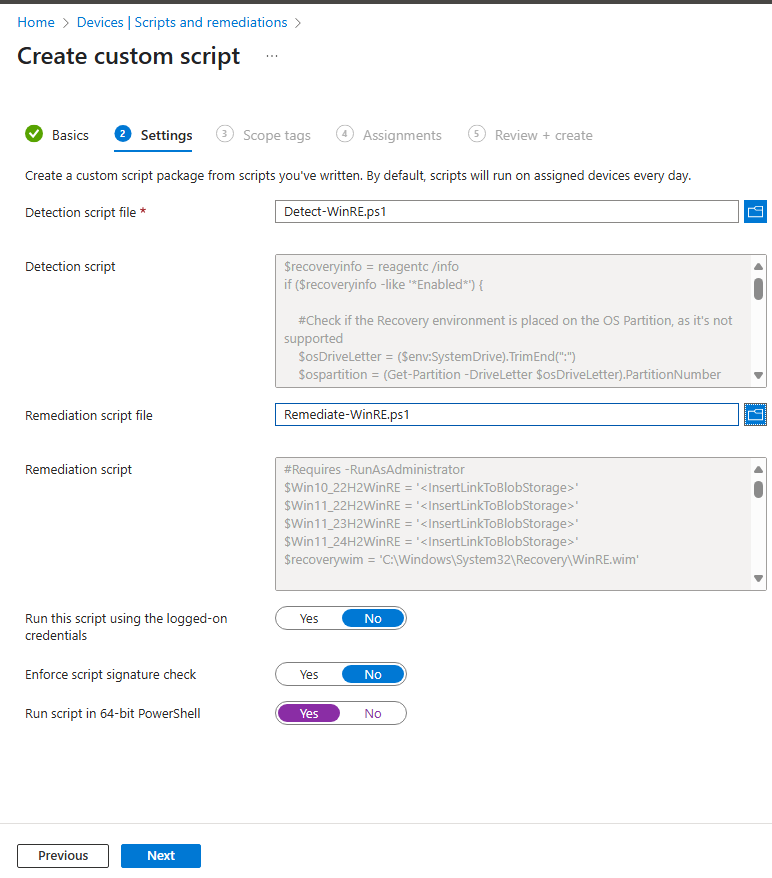 Home > Devices | Scripts and remediations >
Create custom script ...
Basics 2 Settings 3 Scope tags 4 Assignments 5 Review + create
Create a custom script package from scripts you've written. By default, scripts will run on assigned devices every day.
Detection script file * Detect-WinRE.ps1
Detection script
$recoveryinfo = reagentc /info
if ($recoveryinfo -like '*Enabled*') {
#Check if the Recovery environment is placed on the OS Partition, as it's not
supported
$osDriveLetter = ($env:SystemDrive).TrimEnd(":")
$ospartition = (Get-Partition -DriveLetter $osDriveLetter).PartitionNumber
Remediation script file Remediate-WinRE.ps1
Remediation script
#Requires -RunAsAdministrator
$Win10_22H2WinRE = '<InsertLinkToBlobStorage>'
$Win11_22H2WinRE = '<InsertLinkToBlobStorage>'
$Win11_23H2WinRE = '<InsertLinkToBlobStorage>'
$Win11_24H2WinRE = '<InsertLinkToBlobStorage>'
$recoverywim = 'C:\Windows\System32\Recovery\WinRE.wim'
Run this script using the logged-on
credentials
Yes No
Enforce script signature check Yes No
Run script in 64-bit PowerShell Yes No
Previous Next